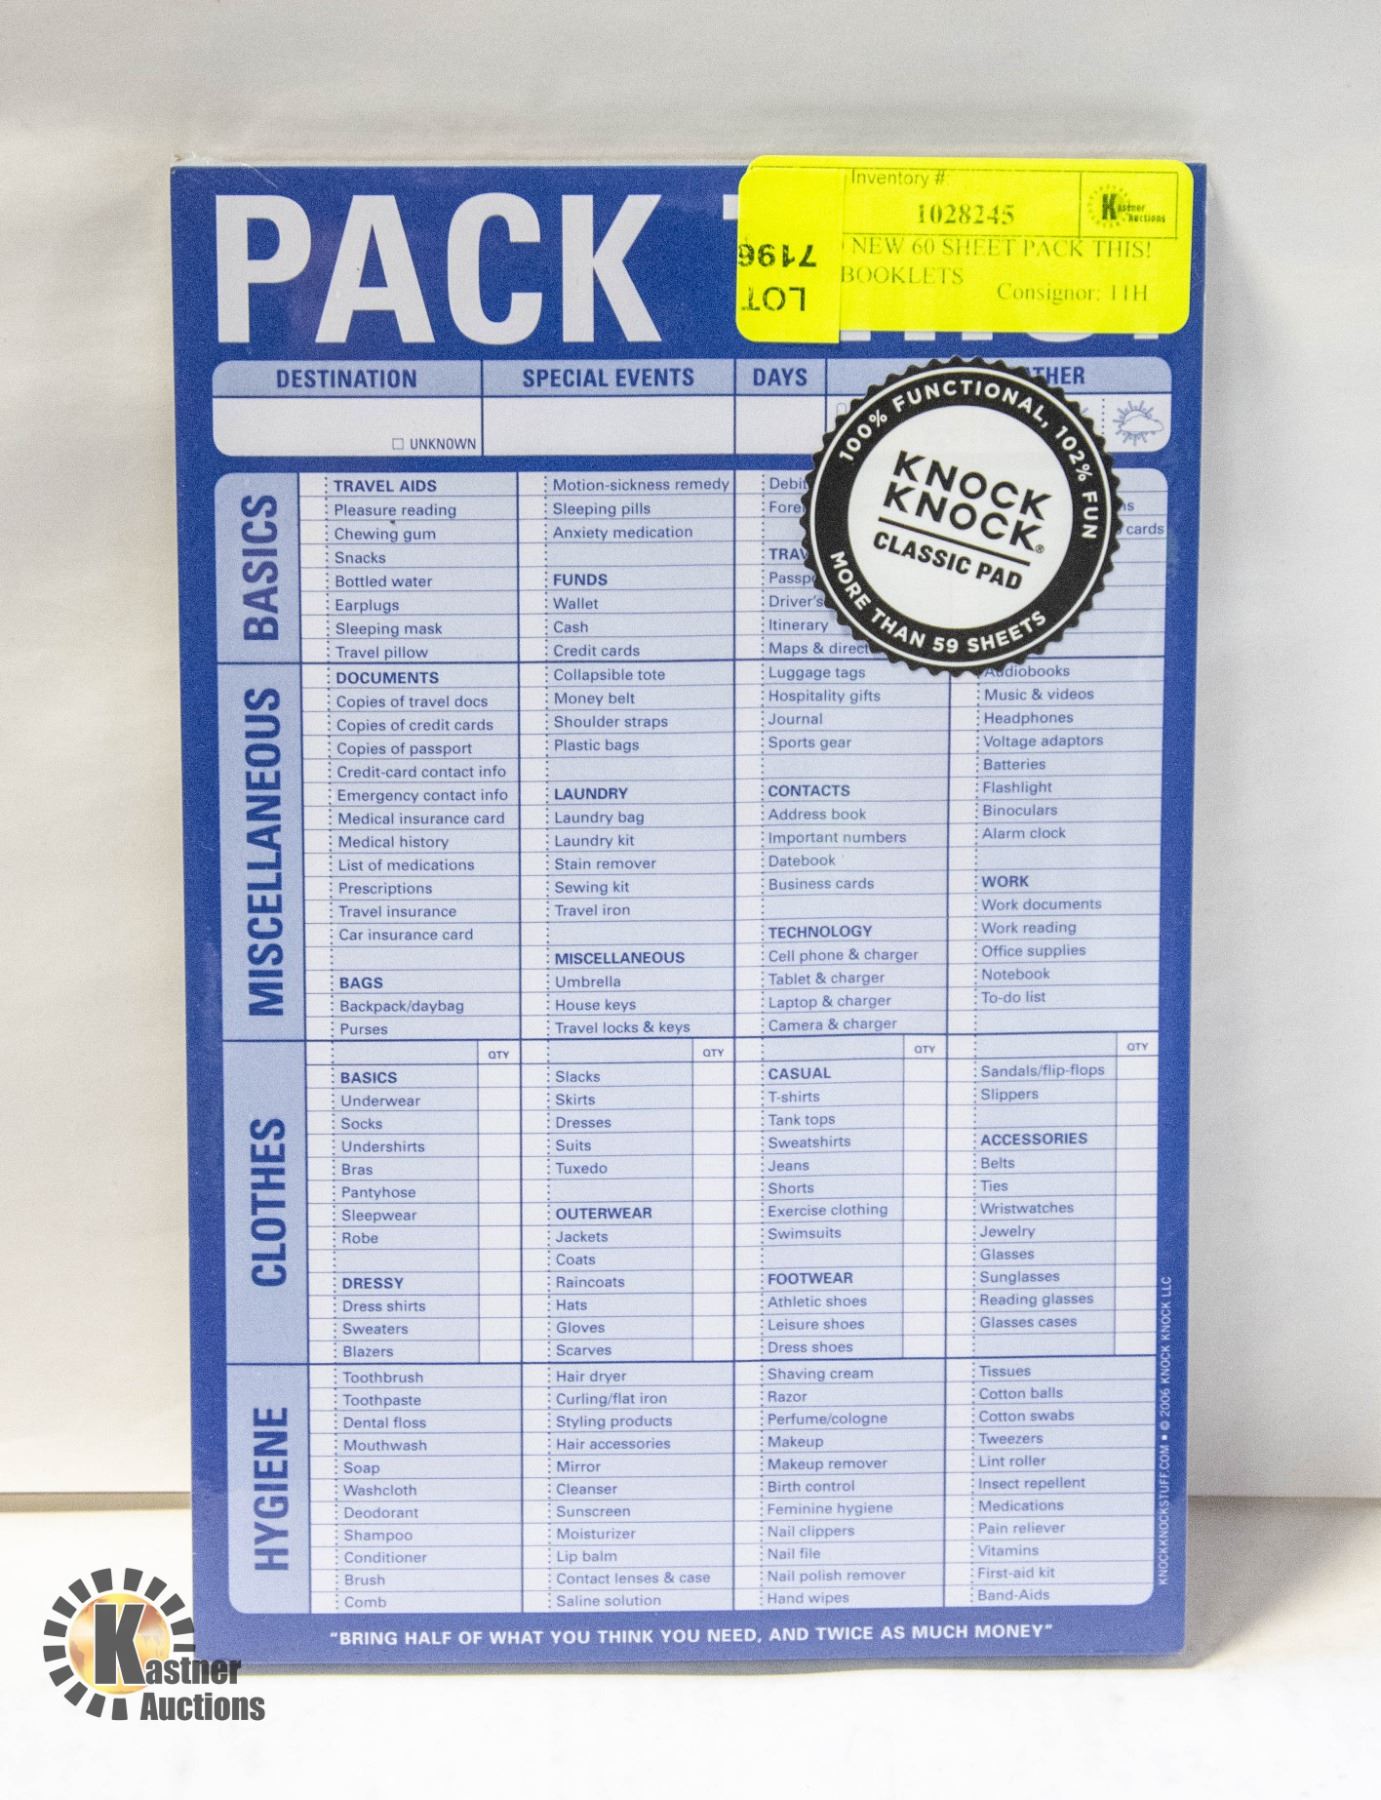 PACK
Inventory #:
1028245
Kastner Auctions
NEW 60 SHEET PACK THIS!
BOOKLETS
Consignor: 11H
LOT
7196
DESTINATION
SPECIAL EVENTS
DAYS
☐ UNKNOWN
100% FUNCTIONAL, 102% FUN
KNOCK
KNOCK®
CLASSIC PAD
MORE THAN 59 SHEETS
BASICS
TRAVEL AIDS
Pleasure reading
Chewing gum
Snacks
Bottled water
Earplugs
Sleeping mask
Travel pillow
Motion-sickness remedy
Sleeping pills
Anxiety medication
FUNDS
Wallet
Cash
Credit cards
Debit
Driver's
Itinerary
Maps &
cards
MISCELLANEOUS
DOCUMENTS
Copies of travel docs
Copies of credit cards
Copies of passport
Credit-card contact info
Emergency contact info
Medical insurance card
Medical history
List of medications
Prescriptions
Travel insurance
Car insurance card
BAGS
Backpack/daybag
Purses
Collapsible tote
Money belt
Shoulder straps
Plastic bags
LAUNDRY
Laundry bag
Laundry kit
Stain remover
Sewing kit
Travel iron
MISCELLANEOUS
Umbrella
House keys
Travel locks & keys
Luggage tags
Hospitality gifts
Journal
Sports gear
CONTACTS
Address book
Important numbers
Datebook
Business cards
TECHNOLOGY
Cell phone & charger
Tablet & charger
Laptop & charger
Camera & charger
Audiobooks
Music & videos
Headphones
Voltage adaptors
Batteries
Flashlight
Binoculars
Alarm clock
WORK
Work documents
Work reading
Office supplies
Notebook
To-do list
CLOTHES
QTY
BASICS
Underwear
Socks
Undershirts
Bras
Pantyhose
Sleepwear
Robe
DRESSY
Dress shirts
Sweaters
Blazers
QTY
Slacks
Skirts
Dresses
Suits
Tuxedo
OUTERWEAR
Jackets
Coats
Raincoats
Hats
Gloves
Scarves
QTY
CASUAL
T-shirts
Tank tops
Sweatshirts
Jeans
Shorts
Exercise clothing
Swimsuits
FOOTWEAR
Athletic shoes
Leisure shoes
Dress shoes
QTY
Sandals/flip-flops
Slippers
ACCESSORIES
Belts
Ties
Wristwatches
Jewelry
Glasses
Sunglasses
Reading glasses
Glasses cases
HYGIENE
Toothbrush
Toothpaste
Dental floss
Mouthwash
Soap
Washcloth
Deodorant
Shampoo
Conditioner
Brush
Comb
Hair dryer
Curling/flat iron
Styling products
Hair accessories
Mirror
Cleanser
Sunscreen
Moisturizer
Lip balm
Contact lenses & case
Saline solution
Shaving cream
Razor
Perfume/cologne
Makeup
Makeup remover
Birth control
Feminine hygiene
Nail clippers
Nail file
Nail polish remover
Hand wipes
Tissues
Cotton balls
Cotton swabs
Tweezers
Lint roller
Insect repellent
Medications
Pain reliever
Vitamins
First-aid kit
Band-Aids
KNOCKKNOCKSTUFF.COM • © 2006 KNOCK KNOCK LLC
"BRING HALF OF WHAT YOU THINK YOU NEED, AND TWICE AS MUCH MONEY"
Kastner
Auctions